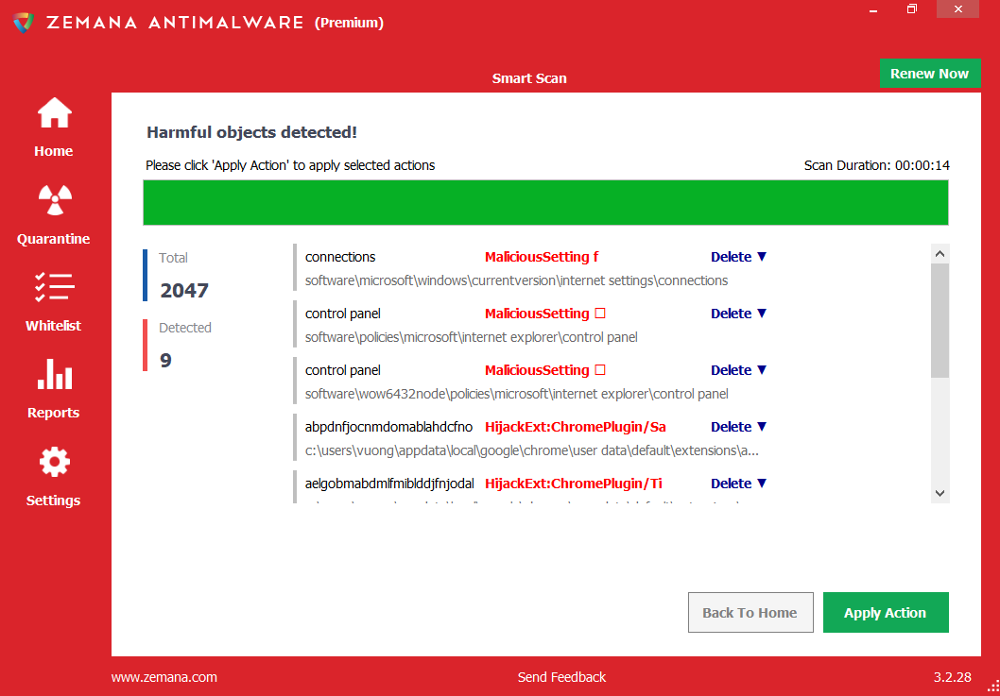 ZEMANA ANTIMALWARE (Premium)
Smart Scan
Renew Now
Home
Quarantine
Whitelist
Reports
Settings
Harmful objects detected!
Please click 'Apply Action' to apply selected actions
Scan Duration: 00:00:14
Total
2047
Detected
9
connections MaliciousSetting f Delete ▼
software\microsoft\windows\currentversion\internet settings\connections
control panel MaliciousSetting □ Delete ▼
software\policies\microsoft\internet explorer\control panel
control panel MaliciousSetting □ Delete ▼
software\wow6432node\policies\microsoft\internet explorer\control panel
abpdnfjocnmdomablahdcfno HijackExt:ChromePlugin/Sa Delete ▼
c:\users\vuong\appdata\local\google\chrome\user data\default\extensions\a...
aelgobmabdmlfmiblddjfnjodal HijackExt:ChromePlugin/Ti Delete ▼
Back To Home
Apply Action
www.zemana.com
Send Feedback
3.2.28